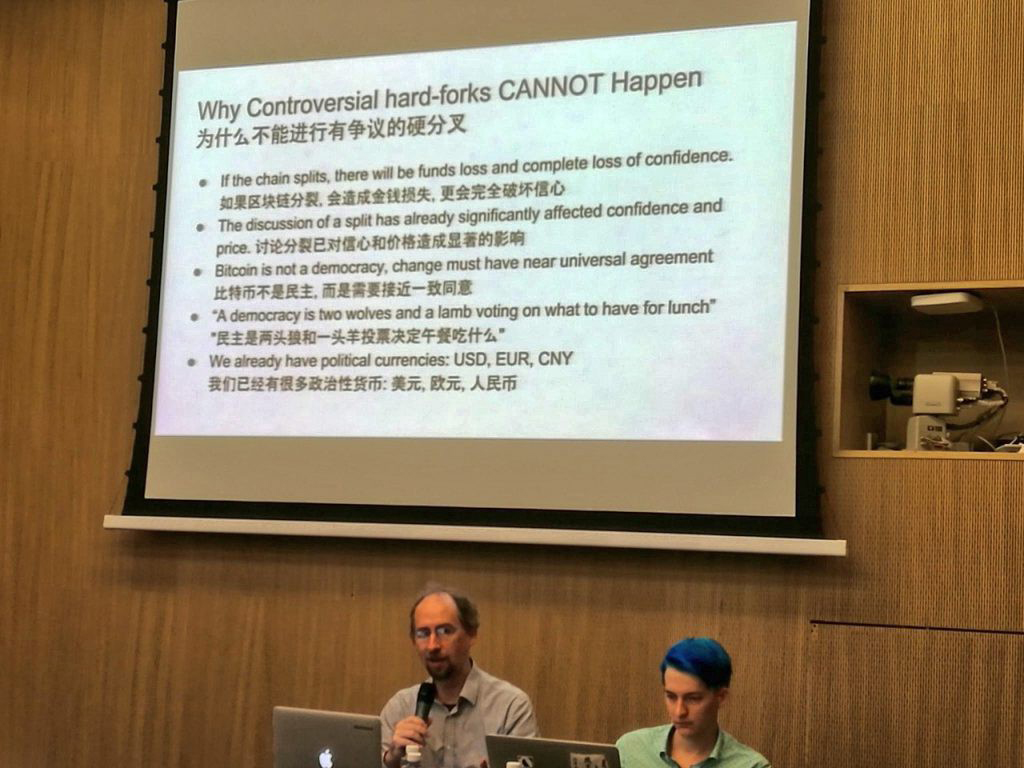 Why Controversial hard-forks CANNOT Happen
为什么不能进行有争议的硬分叉
If the chain splits, there will be funds loss and complete loss of confidence.
如果区块链分裂, 会造成金钱损失, 更会完全破坏信心
The discussion of a split has already significantly affected confidence and
price. 讨论分裂已对信心和价格造成显著的影响
Bitcoin is not a democracy, change must have near universal agreement
比特币不是民主, 而是需要接近一致同意
“A democracy is two wolves and a lamb voting on what to have for lunch”
"民主是两头狼和一头羊投票决定午餐吃什么"
We already have political currencies: USD, EUR, CNY
我们已经有很多政治性货币: 美元, 欧元, 人民币